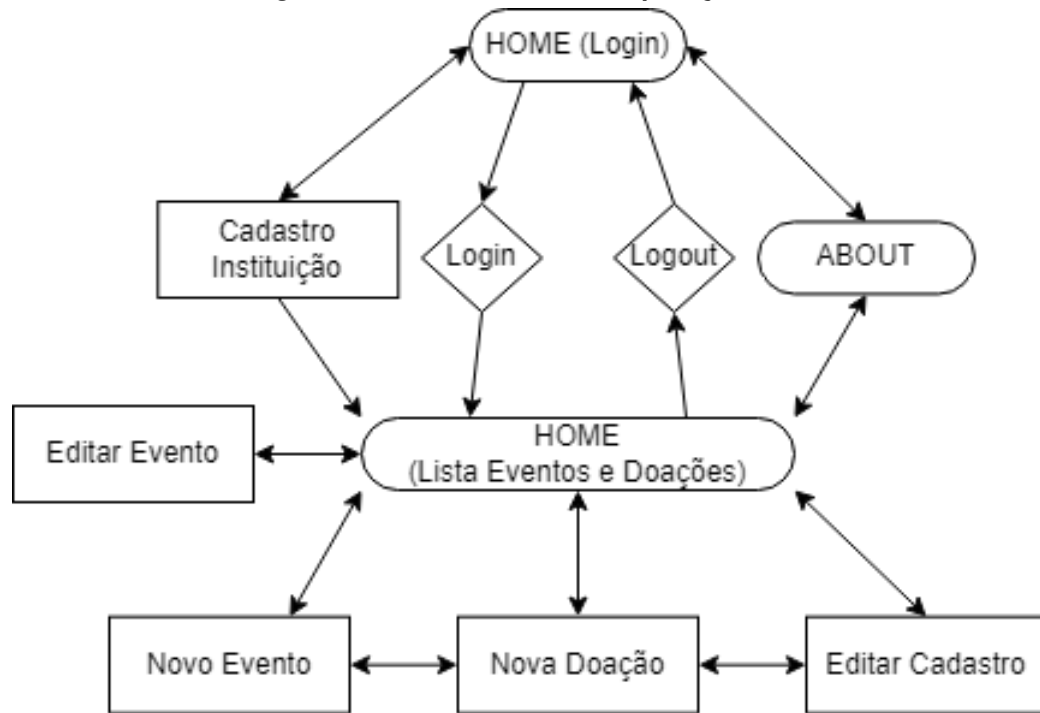 HOME (Login)
Cadastro
Instituição
Login
Logout
ABOUT
Editar Evento
HOME
(Lista Eventos e Doações)
Novo Evento
Nova Doação
Editar Cadastro